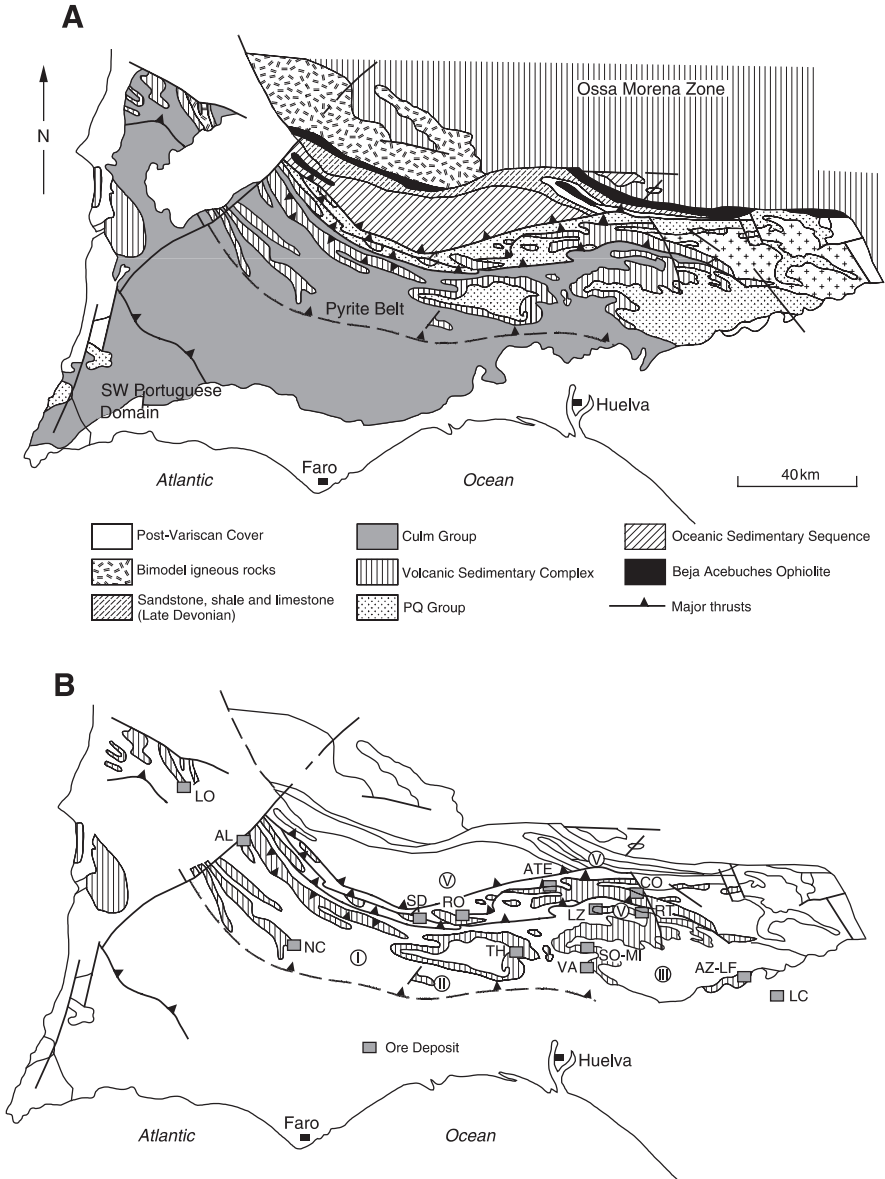 A
N
Ossa Morena Zone
Pyrite Belt
SW Portuguese
Domain
Huelva
Faro
Atlantic
Ocean
40 km
Post-Variscan Cover
Culm Group
Oceanic Sedimentary Sequence
Bimodel igneous rocks
Volcanic Sedimentary Complex
Beja Acebuches Ophiolite
Sandstone, shale and limestone
(Late Devonian)
PQ Group
Major thrusts
B
LO
AL
V
ATE
V
CO
SD
RO
LZ
V
RT
NC
I
TH
SO-MI
VA
II
III
AZ-LF
LC
Ore Deposit
Huelva
Faro
Atlantic
Ocean